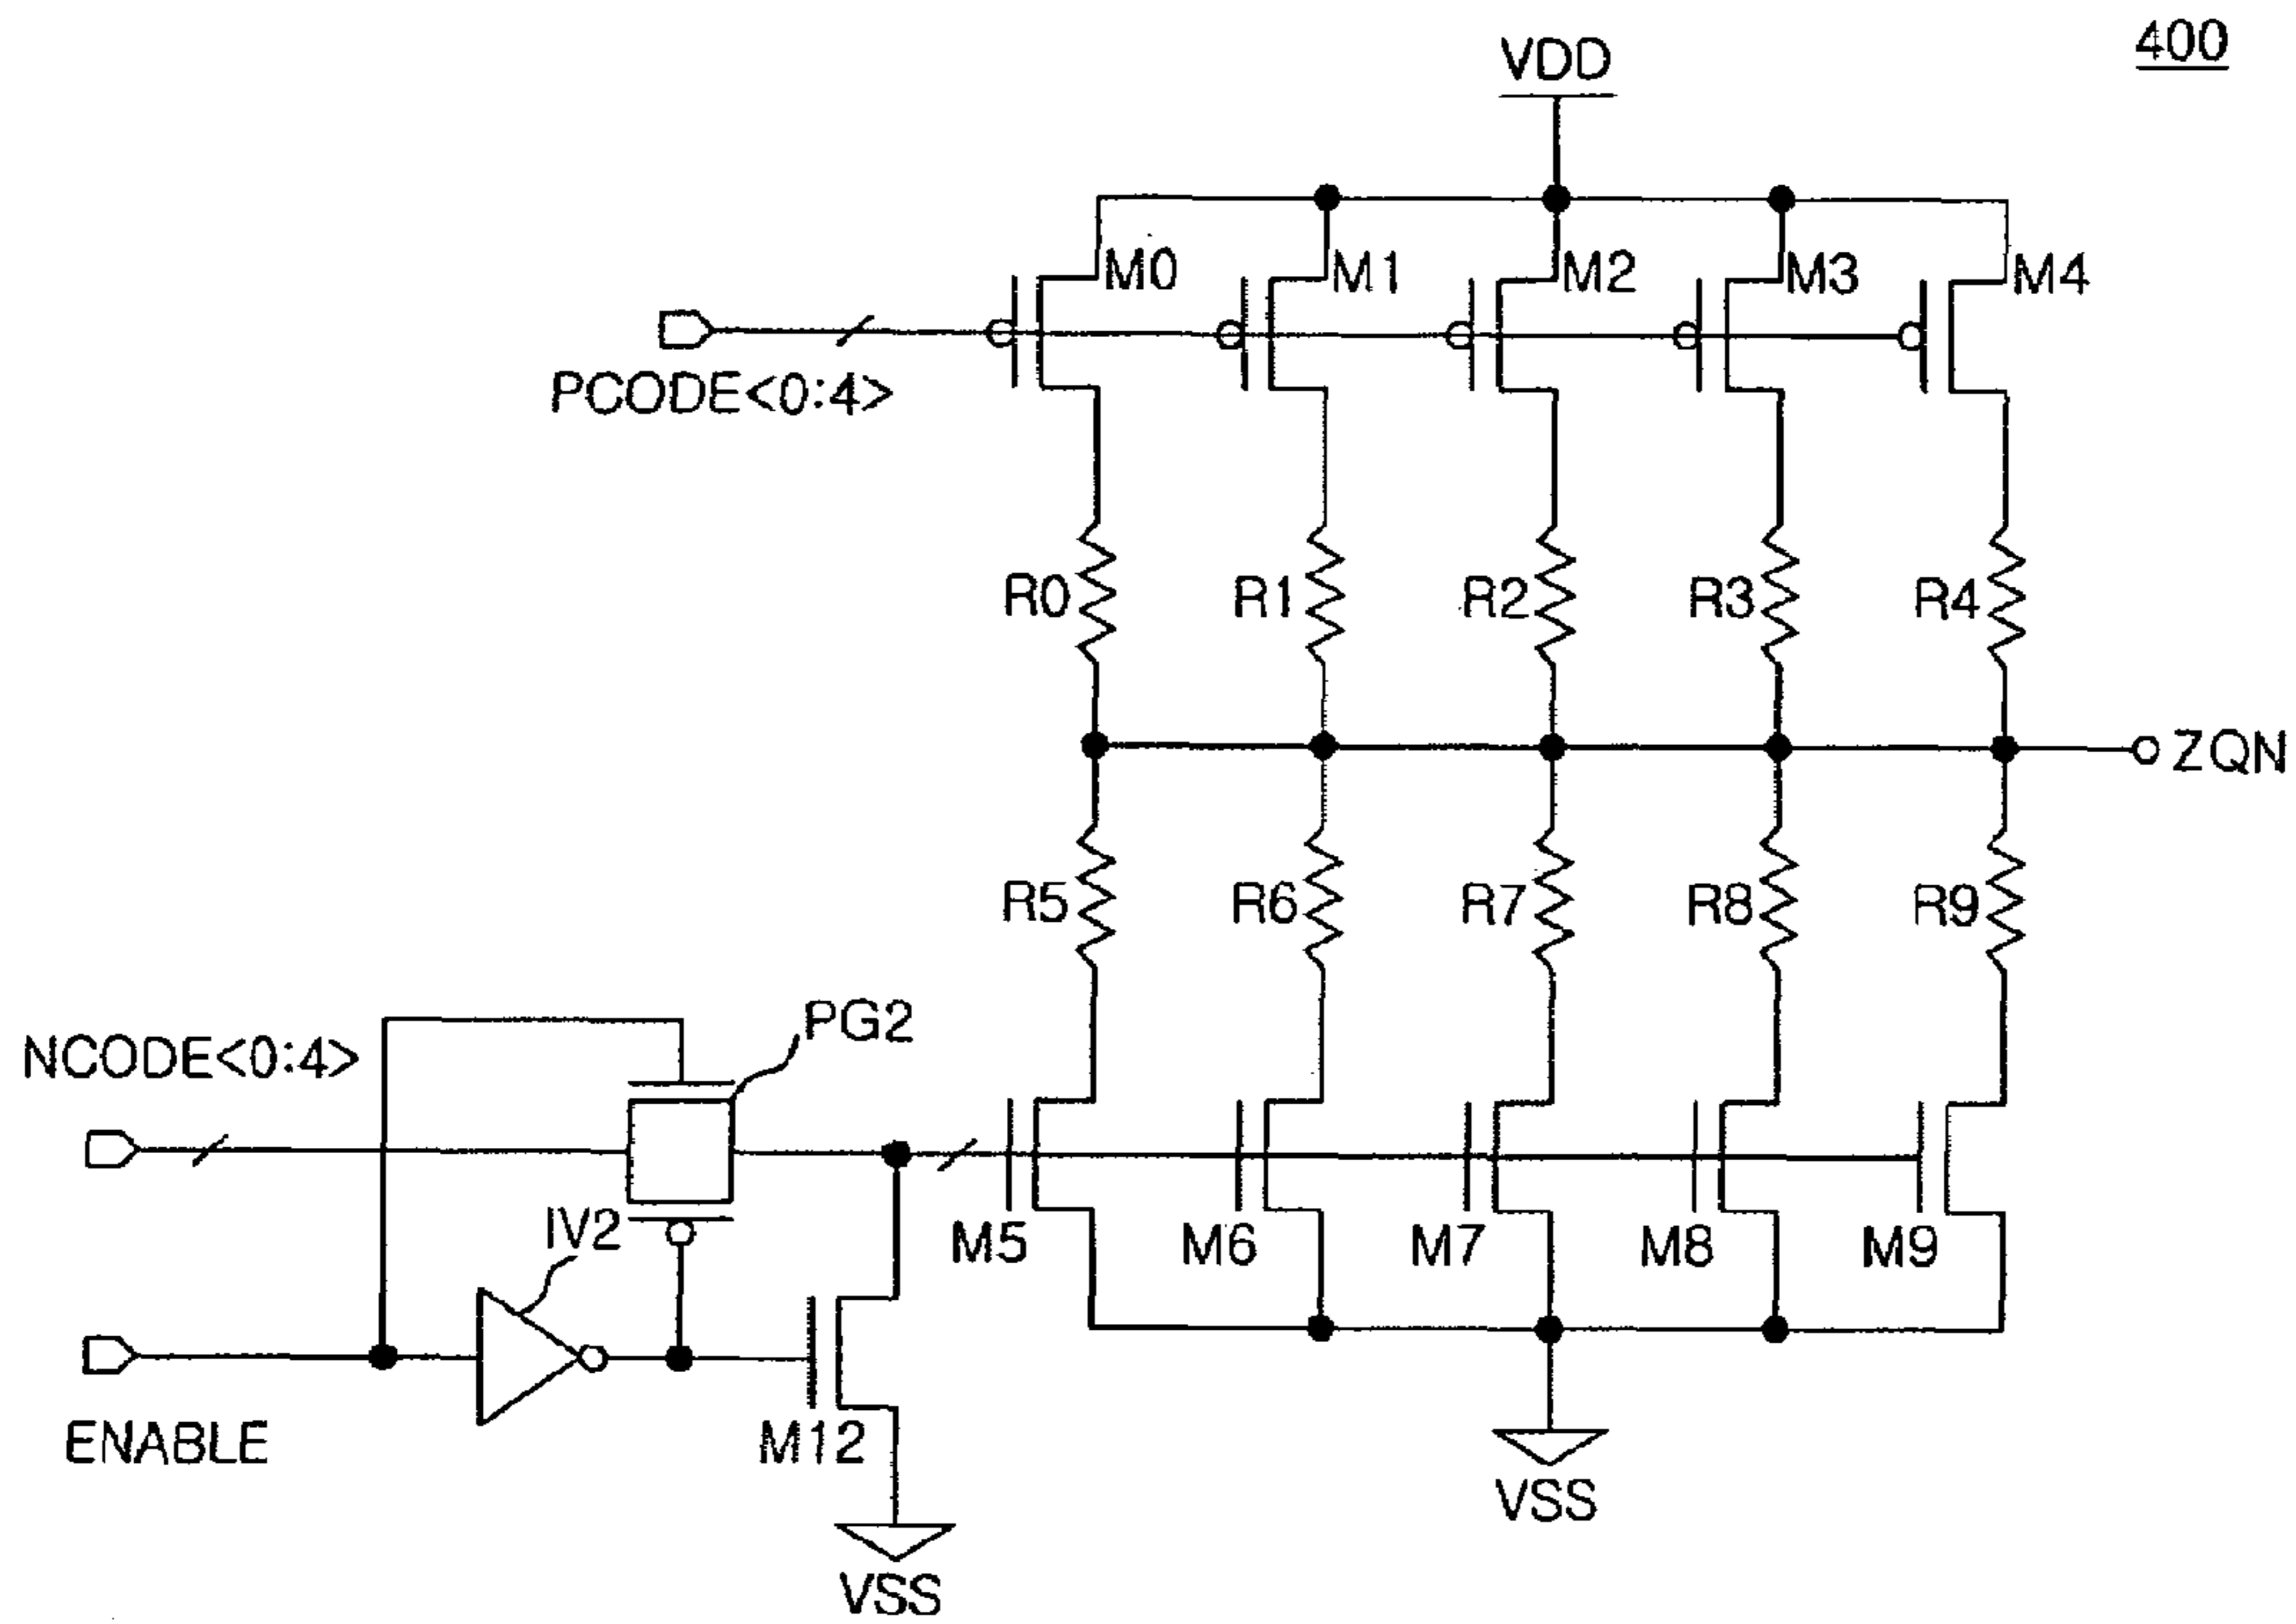 400
VDD
M0
M1
M2
M3
M4
PCODE<0:4>
R0
R1
R2
R3
R4
ZQN
R5
R6
R7
R8
R9
PG2
NCODE<0:4>
IV2
M5
M6
M7
M8
M9
ENABLE
M12
VSS
VSS